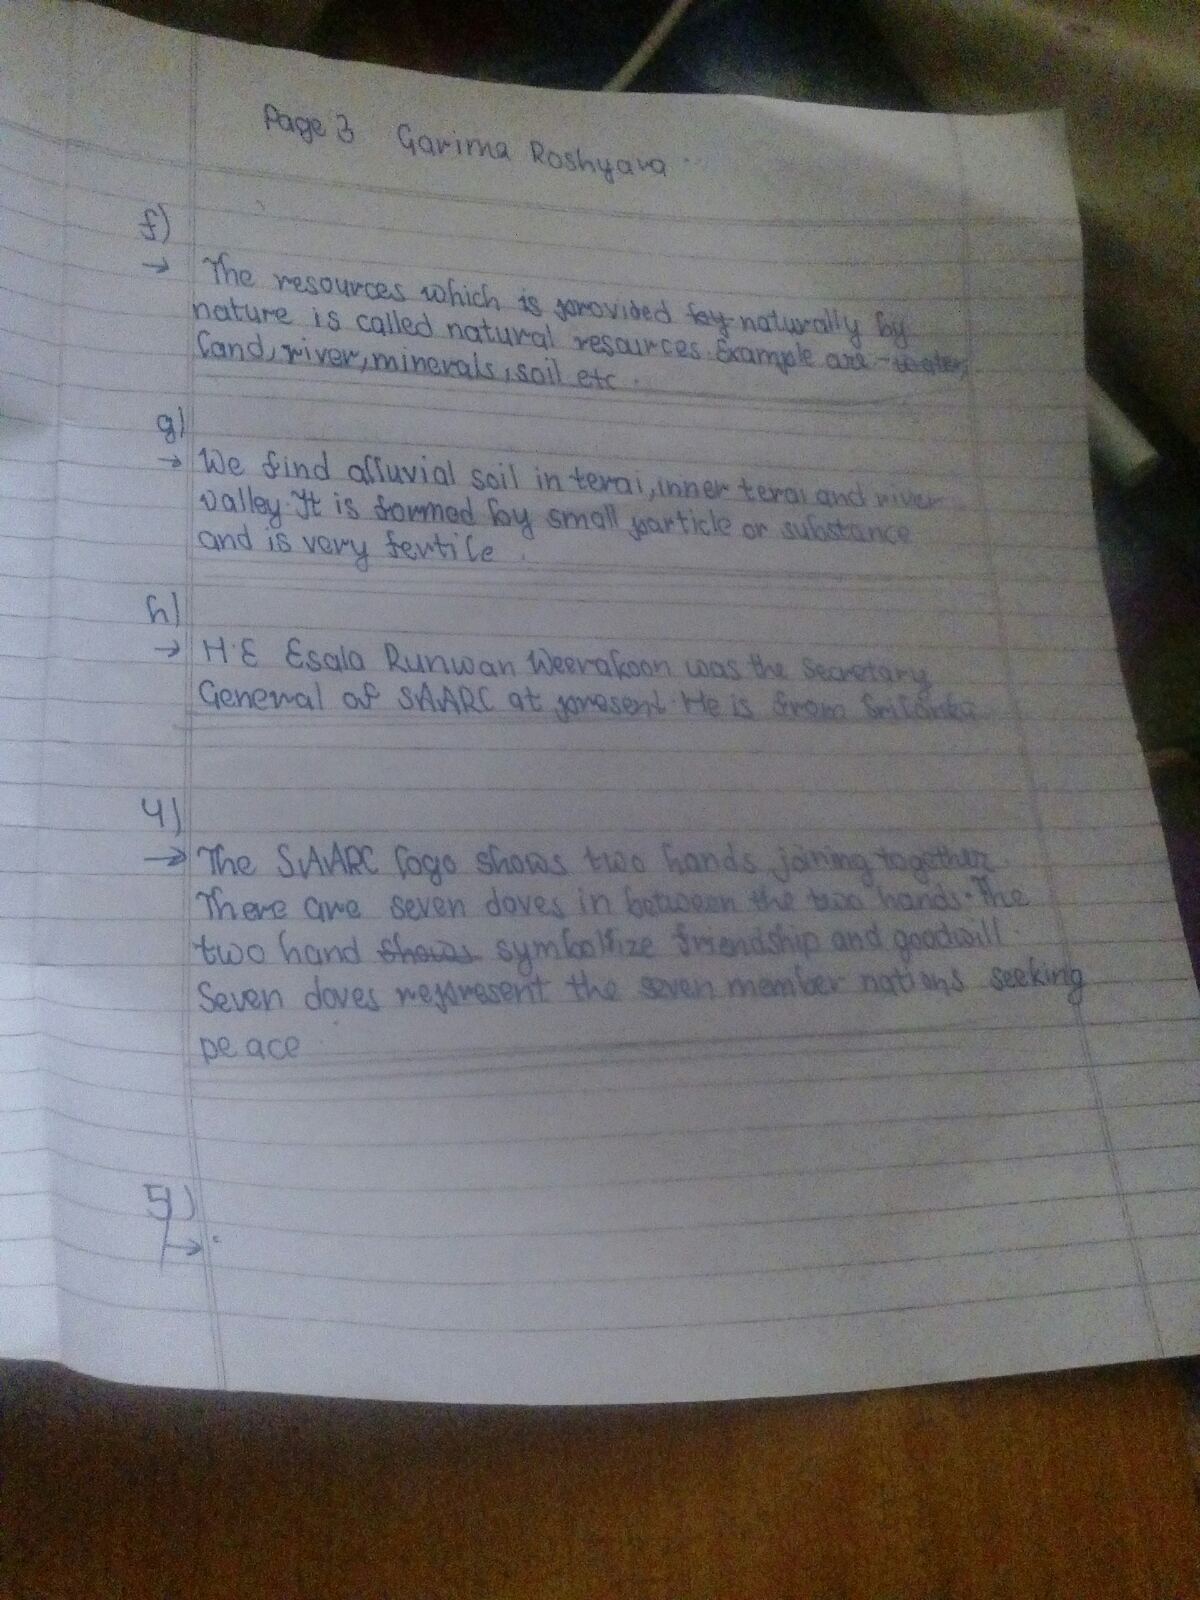 Page 3 Garima Roshyara
f)
→ The resources which is provided by naturally by
nature is called natural resources. Example are - water,
land, river, minerals, soil etc.
g)
→ We find alluvial soil in terai, inner terai and river
valley. It is formed by small particle or substance
and is very fertile.
h)
→ H.E Esala Runwan Weerakoon was the Secretary
General of SAARC at present. He is from Srilanka.
4)
→ The SAARC logo shows two hands joining together.
There are seven doves in between the two hands. The
two hand shows symbolize friendship and goodwill.
Seven doves represent the seven member nations seeking
peace
5)
→